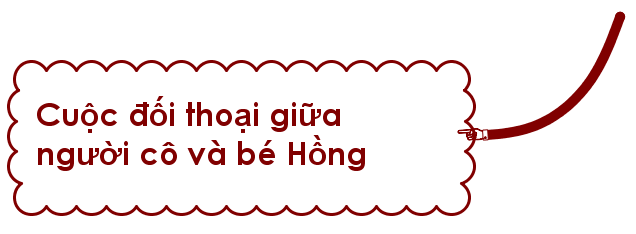 Cuộc đối thoại giữa
người cô và bé Hồng